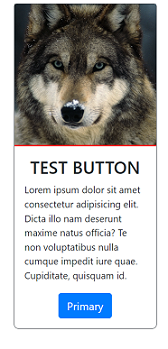 TEST BUTTON
Lorem ipsum dolor sit amet
consectetur adipisicing elit.
Dicta illo nam deserunt
maxime natus officia? Te
non voluptatibus nulla
cumque impedit iure quae.
Cupiditate, quisquam id.
Primary